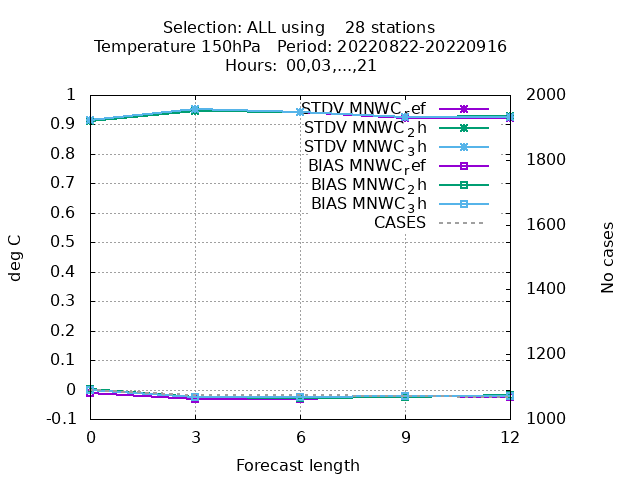 Selection: ALL using    28 stations
Temperature 150hPa   Period: 20220822-20220916
Hours:  00,03,...,21
1
0.9
0.8
0.7
0.6
0.5
0.4
0.3
0.2
0.1
0
-0.1
deg C
STDV MNWC_ref
STDV MNWC_2h
STDV MNWC_3h
BIAS MNWC_ref
BIAS MNWC_2h
BIAS MNWC_3h
CASES
2000
1800
1600
1400
1200
1000
No cases
0 3 6 9 12
Forecast length